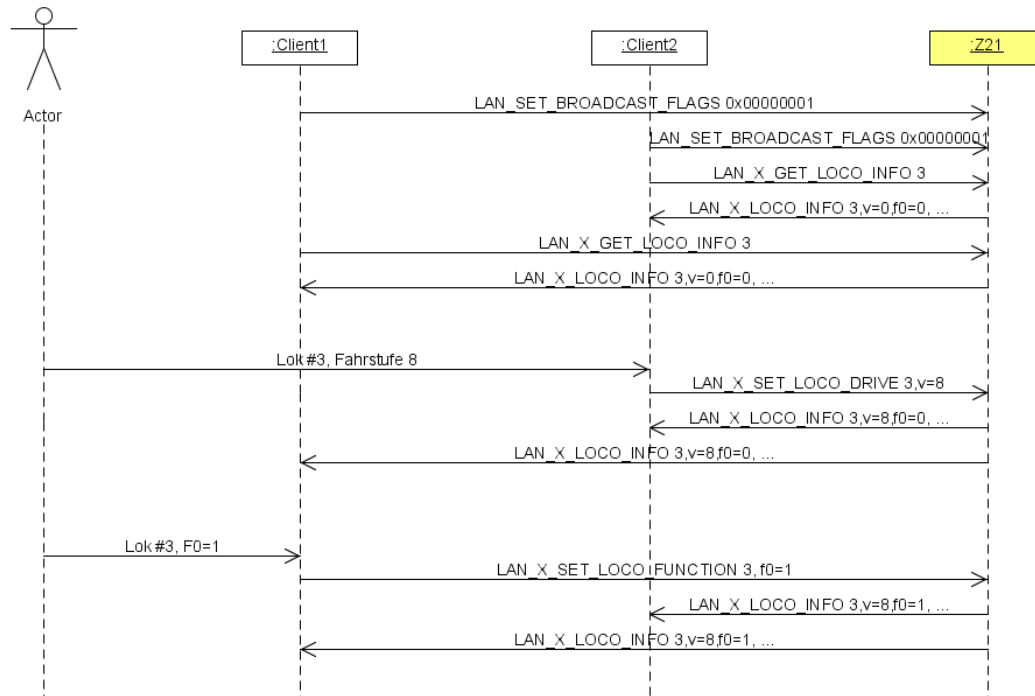 :Client1
:Client2
:Z21
Actor
LAN_SET_BROADCAST_FLAGS 0x00000001
LAN_SET_BROADCAST_FLAGS 0x00000001
LAN_X_GET_LOCO_INFO 3
LAN_X_LOCO_INFO 3,v=0,f0=0, ...
LAN_X_GET_LOCO_INFO 3
LAN_X_LOCO_INFO 3,v=0,f0=0, ...
Lok #3, Fahrstufe 8
LAN_X_SET_LOCO_DRIVE 3,v=8
LAN_X_LOCO_INFO 3,v=8,f0=0, ...
LAN_X_LOCO_INFO 3,v=8,f0=0, ...
Lok #3, F0=1
LAN_X_SET_LOCO_FUNCTION 3, f0=1
LAN_X_LOCO_INFO 3,v=8,f0=1, ...
LAN_X_LOCO_INFO 3,v=8,f0=1, ...